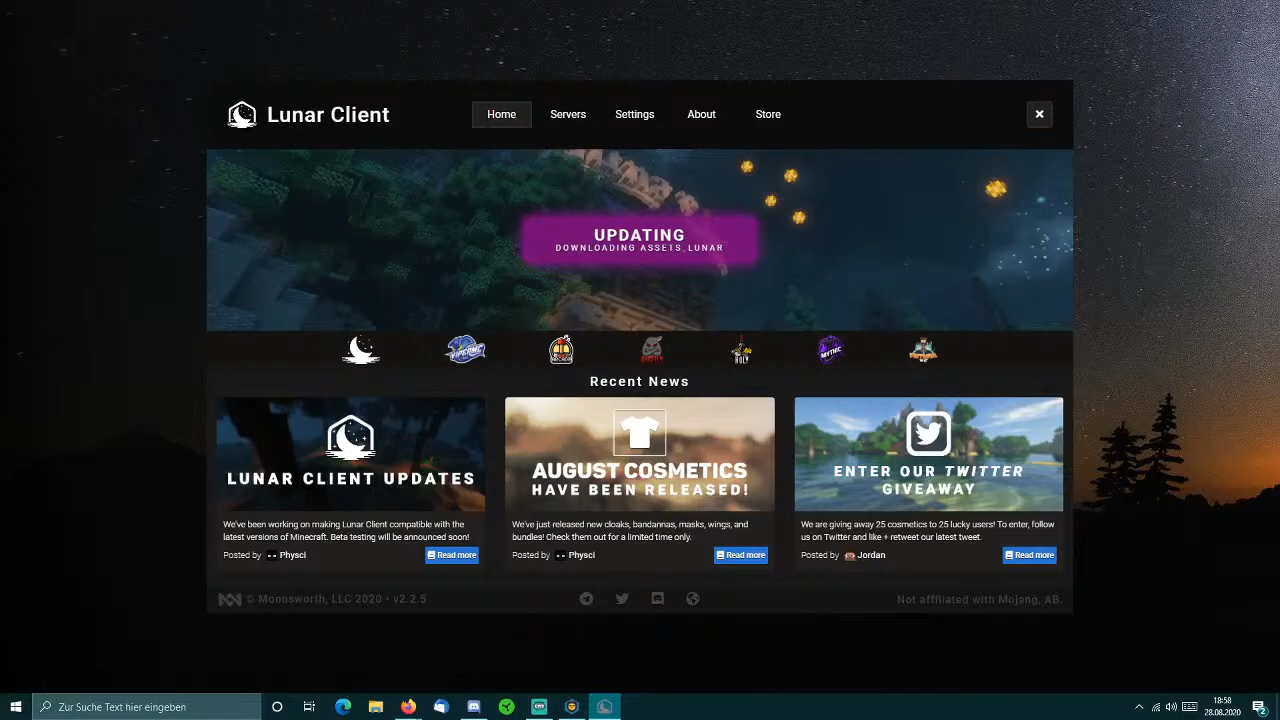 Lunar Client
Home Servers Settings About Store
UPDATING
DOWNLOADING ASSETS_LUNAR
VIPERMC
MYTHIC
Recent News
LUNAR CLIENT UPDATES
We've been working on making Lunar Client compatible with the
latest versions of Minecraft. Beta testing will be announced soon!
Posted by Physci Read more
AUGUST COSMETICS
HAVE BEEN RELEASED!
We've just released new cloaks, bandannas, masks, wings, and
bundles! Check them out for a limited time only.
Posted by Physci Read more
ENTER OUR TWITTER
GIVEAWAY
We are giving away 25 cosmetics to 25 lucky users! To enter, follow
us on Twitter and like + retweet our latest tweet.
Posted by Jordan Read more
© Moonsworth, LLC 2020 • v2.2.5
Not affiliated with Mojang, AB.
Zur Suche Text hier eingeben
18:58
28.08.2020
2